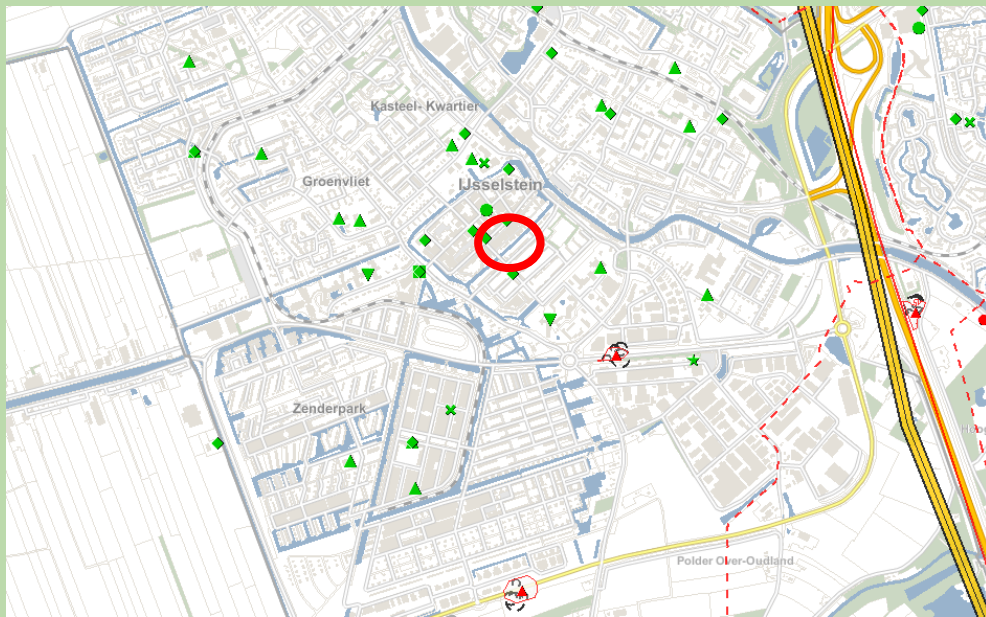 Kasteel- Kwartier
Groenvliet
IJsselstein
Zenderpark
Polder Over-Oudland